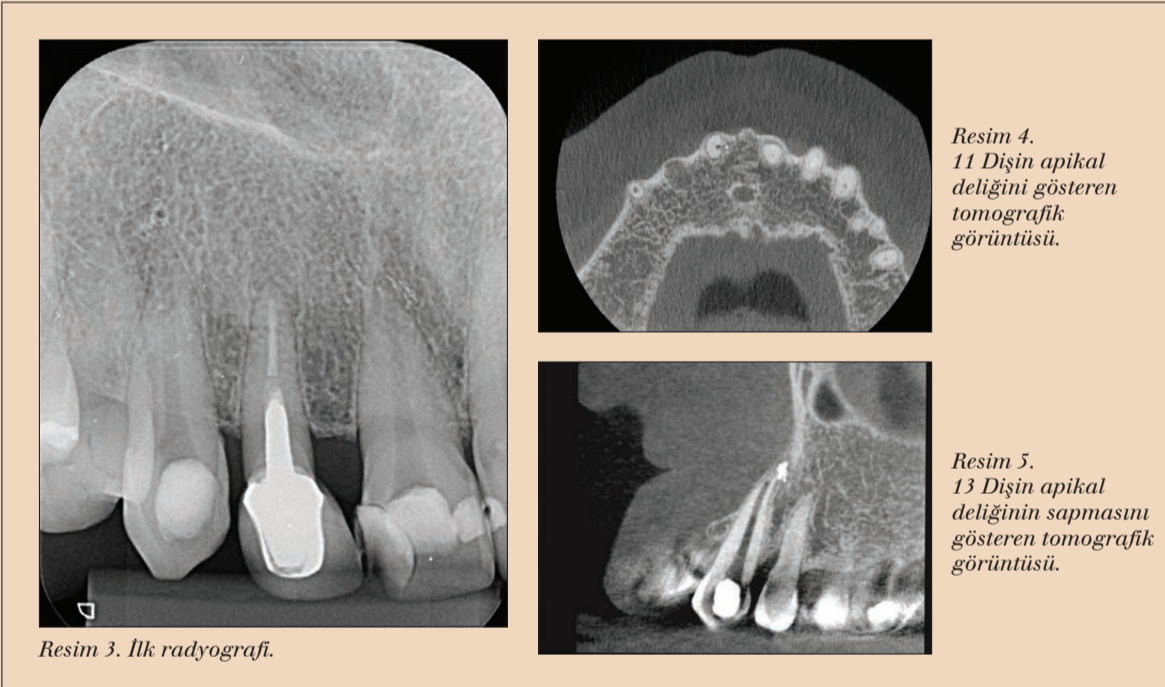 Resim 3. İlk radyografi.
Resim 4.
11 Dişin apikal
deliğini gösteren
tomografik
görüntüsü.
Resim 5.
13 Dişin apikal
deliğinin sapmasını
gösteren tomografik
görüntüsü.